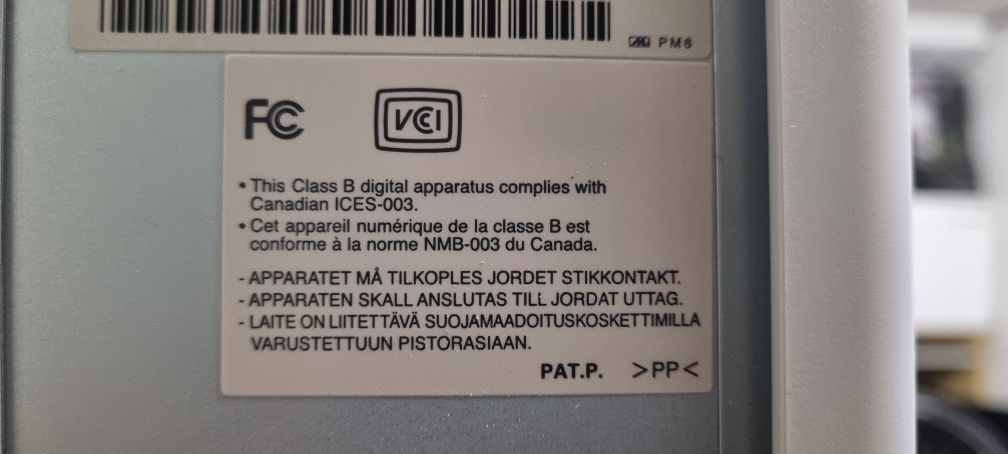 PM6
FC
VCCI
• This Class B digital apparatus complies with
Canadian ICES-003.
• Cet appareil numérique de la classe B est
conforme à la norme NMB-003 du Canada.
- APPARATET MÅ TILKOPLES JORDET STIKKONTAKT.
- APPARATEN SKALL ANSLUTAS TILL JORDAT UTTAG.
- LAITE ON LIITETTÄVÄ SUOJAMAADOITUSKOSKETTIMILLA
VARUSTETTUUN PISTORASIAAN.
PAT.P. >PP<